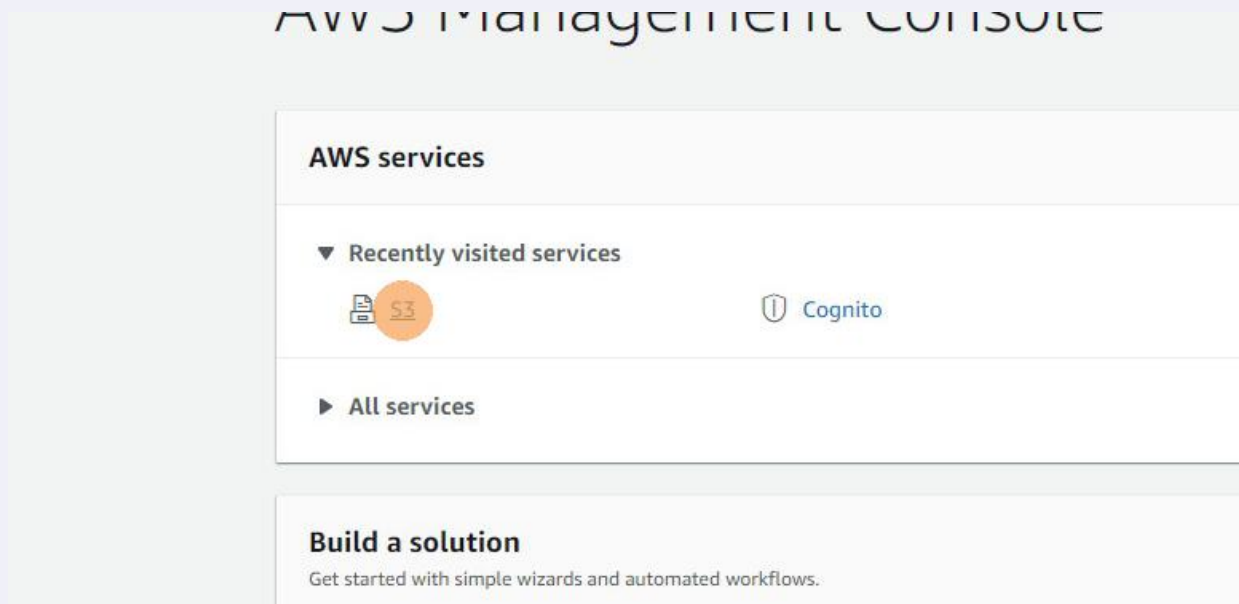 AWS Management Console
AWS services
▼ Recently visited services
S3
Cognito
▶ All services
Build a solution
Get started with simple wizards and automated workflows.